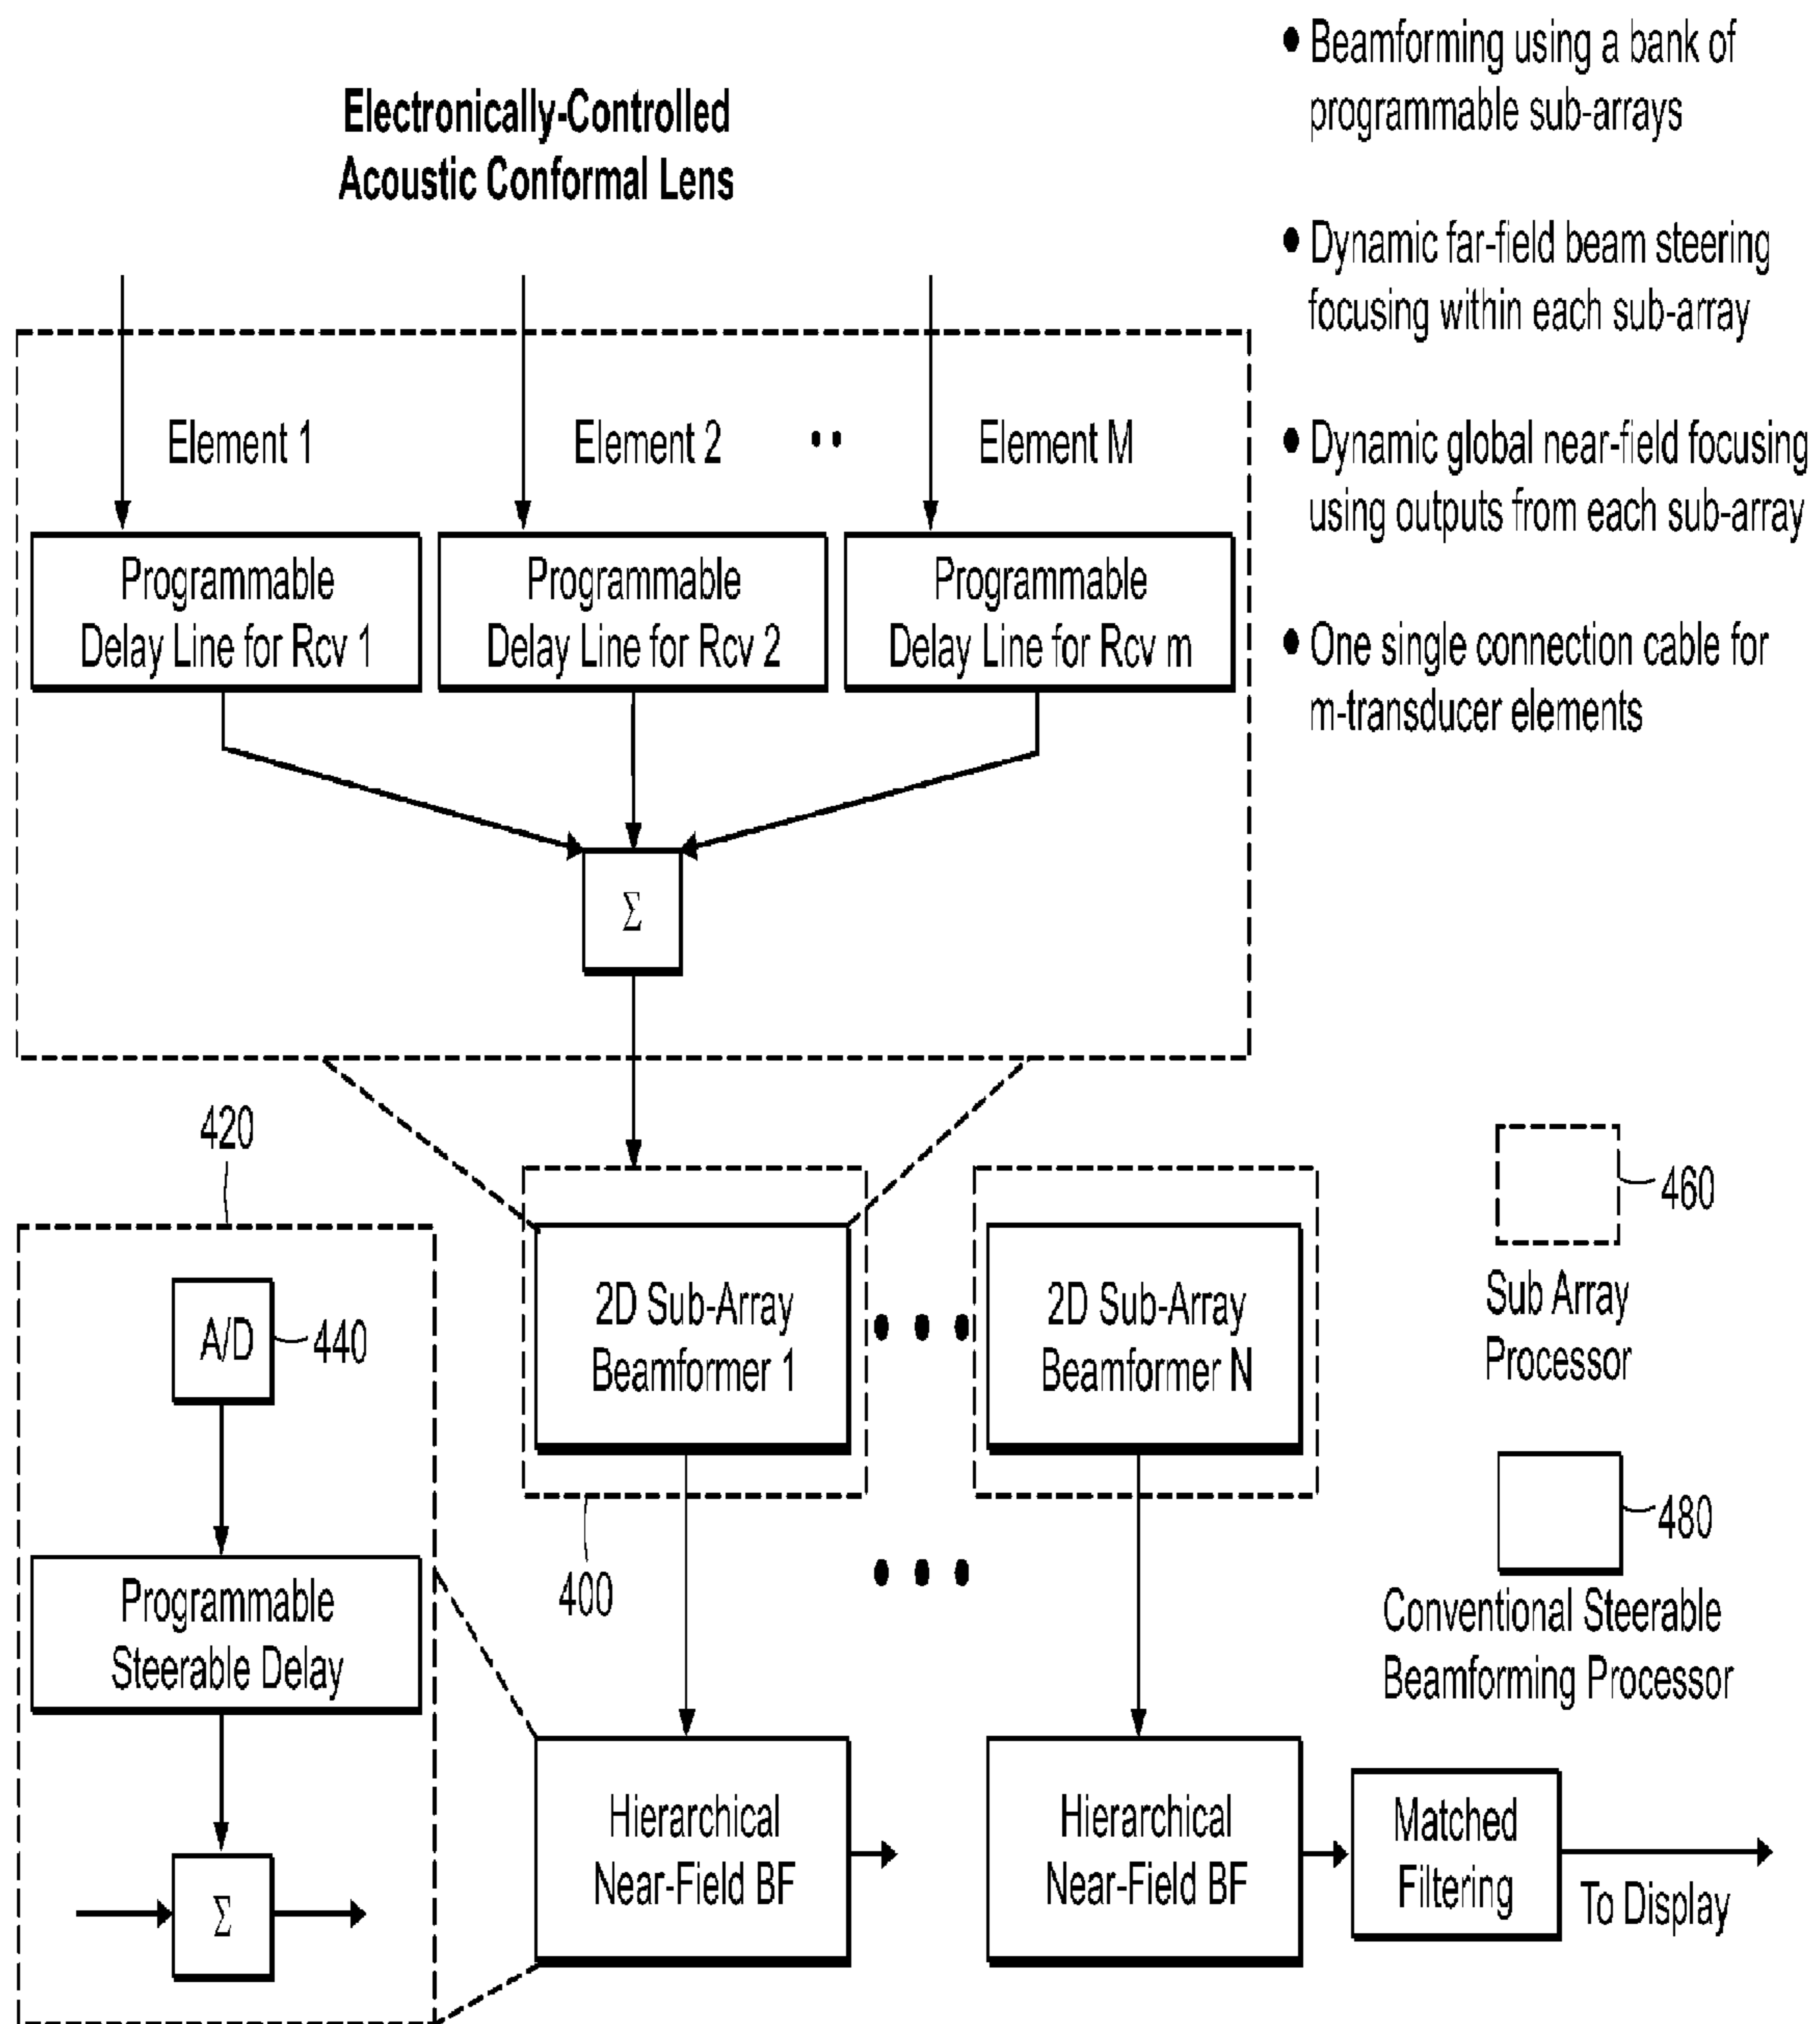 Electronically-Controlled
Acoustic Conformal Lens
• Beamforming using a bank of
programmable sub-arrays
• Dynamic far-field beam steering
focusing within each sub-array
• Dynamic global near-field focusing
using outputs from each sub-array
• One single connection cable for
m-transducer elements
Element 1
Element 2
••
Element M
Programmable
Delay Line for Rcv 1
Programmable
Delay Line for Rcv 2
Programmable
Delay Line for Rcv m
Σ
420
A/D
440
Programmable
Steerable Delay
Σ
2D Sub-Array
Beamformer 1
• • •
2D Sub-Array
Beamformer N
400
• • •
460
Sub Array
Processor
480
Conventional Steerable
Beamforming Processor
Hierarchical
Near-Field BF
Hierarchical
Near-Field BF
Matched
Filtering
To Display